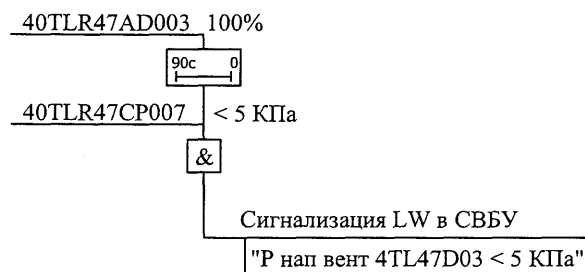 40TLR47AD003 100%
90с 0
40TLR47CP007 < 5 КПа
&
Сигнализация LW в СВБУ
"Р нап вент 4TL47D03 < 5 КПа"